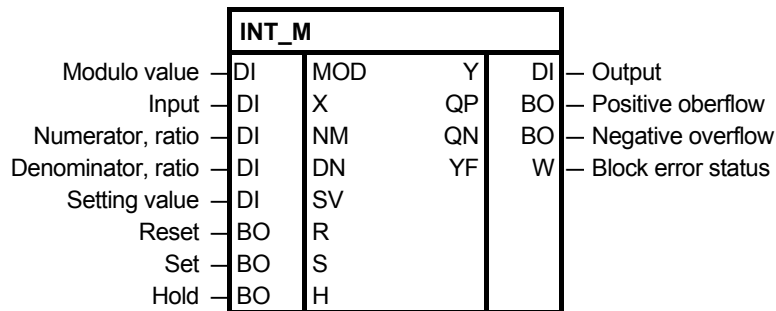 INT_M
Modulo value DI MOD Y DI Output
Input DI X QP BO Positive oberflow
Numerator, ratio DI NM QN BO Negative overflow
Denominator, ratio DI DN YF W Block error status
Setting value DI SV
Reset BO R
Set BO S
Hold BO H